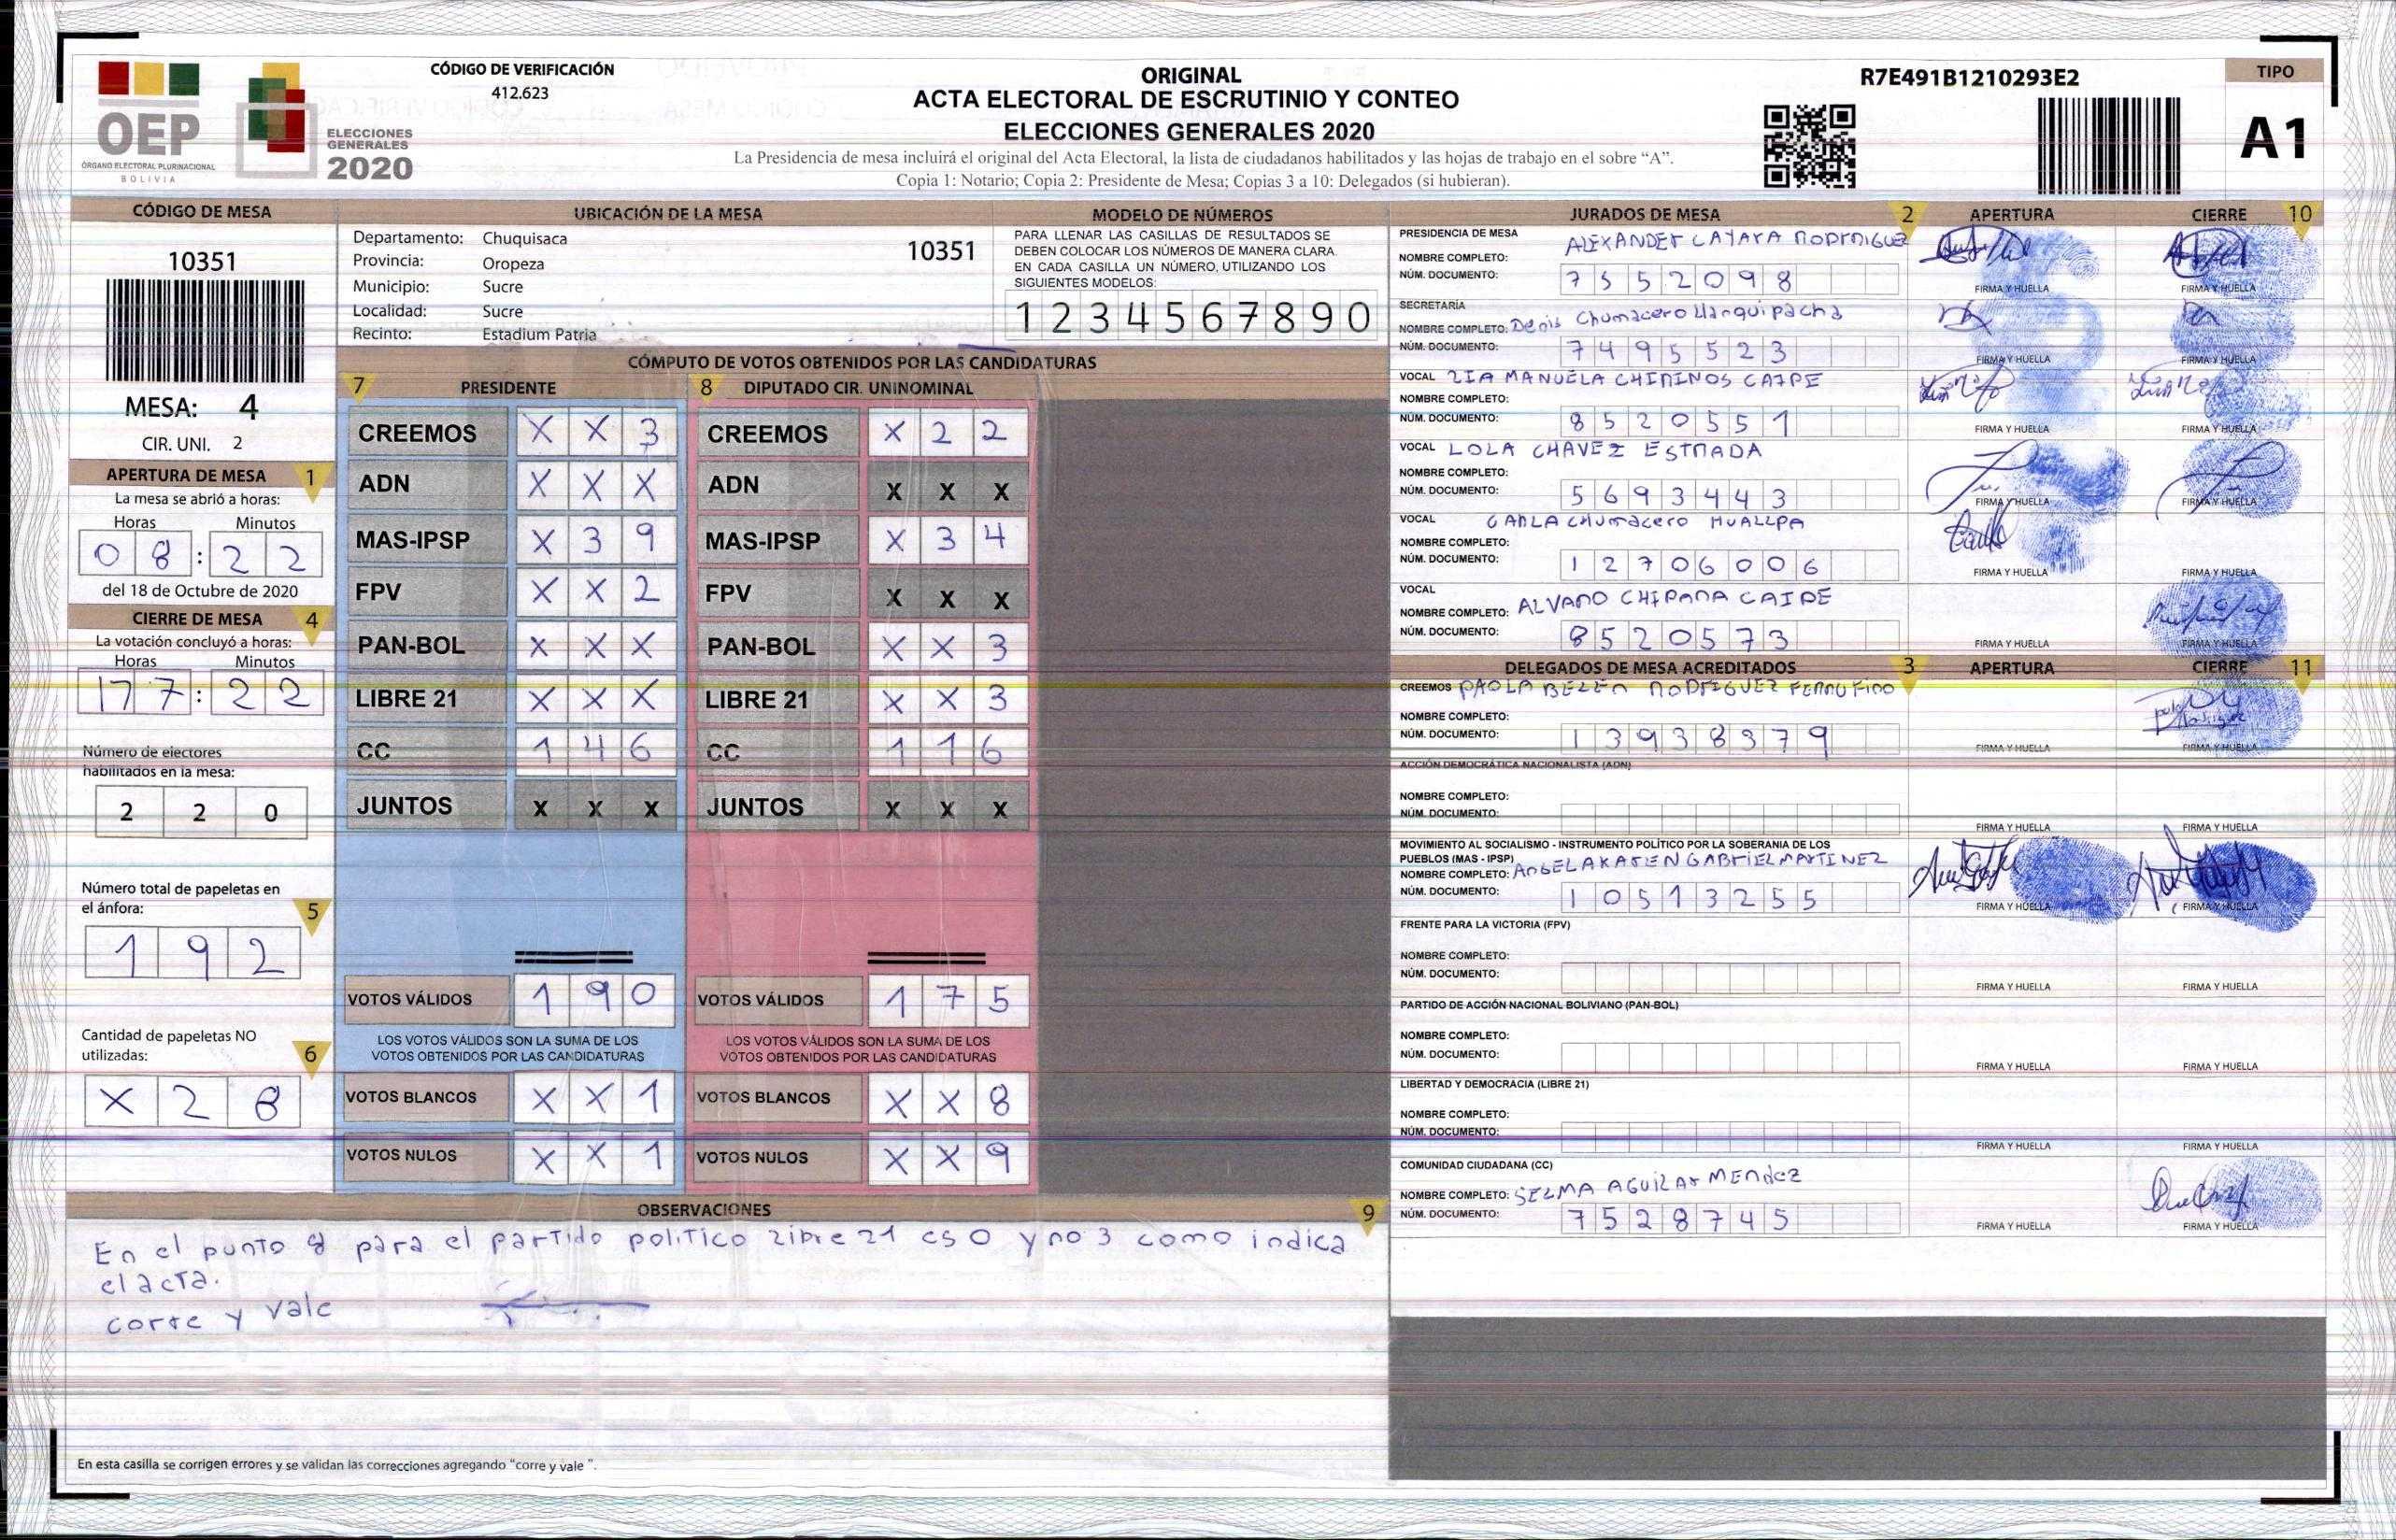 OEP
ÓRGANO ELECTORAL PLURINACIONAL
BOLIVIA
ELECCIONES
GENERALES
2020
CÓDIGO DE VERIFICACIÓN
412.623
ORIGINAL
ACTA ELECTORAL DE ESCRUTINIO Y CONTEO
ELECCIONES GENERALES 2020
La Presidencia de mesa incluirá el original del Acta Electoral, la lista de ciudadanos habilitados y las hojas de trabajo en el sobre “A”.
Copia 1: Notario; Copia 2: Presidente de Mesa; Copias 3 a 10: Delegados (si hubieran).
R7E491B1210293E2
TIPO
A1
CÓDIGO DE MESA
10351
MESA: 4
CIR. UNI. 2
APERTURA DE MESA 1
La mesa se abrió a horas:
Horas Minutos
0 8 : 2 2
del 18 de Octubre de 2020
CIERRE DE MESA 4
La votación concluyó a horas:
Horas Minutos
17 7 : 2 2
Número de electores
habilitados en la mesa:
2 2 0
Número total de papeletas en
el ánfora: 5
1 9 2
Cantidad de papeletas NO
utilizadas: 6
X 2 8
UBICACIÓN DE LA MESA
Departamento: Chuquisaca 10351
Provincia: Oropeza
Municipio: Sucre
Localidad: Sucre
Recinto: Estadium Patria
MODELO DE NÚMEROS
PARA LLENAR LAS CASILLAS DE RESULTADOS SE
DEBEN COLOCAR LOS NÚMEROS DE MANERA CLARA.
EN CADA CASILLA UN NÚMERO, UTILIZANDO LOS
SIGUIENTES MODELOS:
1 2 3 4 5 6 7 8 9 0
CÓMPUTO DE VOTOS OBTENIDOS POR LAS CANDIDATURAS
7 PRESIDENTE 8 DIPUTADO CIR. UNINOMINAL
CREEMOS X X 3 CREEMOS X 2 2
ADN X X X ADN X X X
MAS-IPSP X 3 9 MAS-IPSP X 3 4
FPV X X 2 FPV X X X
PAN-BOL X X X PAN-BOL X X 3
LIBRE 21 X X X LIBRE 21 X X 3
CC 1 4 6 CC 1 1 6
JUNTOS X X X JUNTOS X X X
VOTOS VÁLIDOS 1 9 0 VOTOS VÁLIDOS 1 7 5
LOS VOTOS VÁLIDOS SON LA SUMA DE LOS LOS VOTOS VÁLIDOS SON LA SUMA DE LOS
VOTOS OBTENIDOS POR LAS CANDIDATURAS VOTOS OBTENIDOS POR LAS CANDIDATURAS
VOTOS BLANCOS X X 1 VOTOS BLANCOS X X 8
VOTOS NULOS X X 1 VOTOS NULOS X X 9
OBSERVACIONES 9
En el punto 8 para el partido politico libre 21 es 0 y no 3 como indica
el acta.
corre y vale
En esta casilla se corrigen errores y se validan las correcciones agregando “corre y vale ”.
JURADOS DE MESA 2 APERTURA CIERRE 10
PRESIDENCIA DE MESA
NOMBRE COMPLETO: ALEXANDER RODRIGUEZ
NÚM. DOCUMENTO: 7 5 5 2 0 9 8
FIRMA Y HUELLA FIRMA Y HUELLA
SECRETARÍA
NOMBRE COMPLETO: Denis Chumacero Llanquipacha
NÚM. DOCUMENTO: 7 4 9 5 5 2 3
FIRMA Y HUELLA FIRMA Y HUELLA
VOCAL MANUELA CHIRINOS CAIPE
NOMBRE COMPLETO:
NÚM. DOCUMENTO: 8 5 2 0 5 5 1
FIRMA Y HUELLA FIRMA Y HUELLA
VOCAL LOLA CHAVEZ ESTRADA
NOMBRE COMPLETO:
NÚM. DOCUMENTO: 5 6 9 3 4 4 3
FIRMA Y HUELLA FIRMA Y HUELLA
VOCAL CARLA Chumacero HUALLPA
NOMBRE COMPLETO:
NÚM. DOCUMENTO: 1 2 7 0 6 0 0 6
FIRMA Y HUELLA FIRMA Y HUELLA
VOCAL
NOMBRE COMPLETO: ALVARO CHIPANA CAIPE
NÚM. DOCUMENTO: 8 5 2 0 5 7 3
FIRMA Y HUELLA FIRMA Y HUELLA
DELEGADOS DE MESA ACREDITADOS 3 APERTURA CIERRE 11
CREEMOS PAOLA BELEN RODRIGUEZ FERRUFINO
NOMBRE COMPLETO:
NÚM. DOCUMENTO: 1 3 9 3 8 3 7 9
FIRMA Y HUELLA FIRMA Y HUELLA
ACCIÓN DEMOCRÁTICA NACIONALISTA (ADN)
NOMBRE COMPLETO:
NÚM. DOCUMENTO:
FIRMA Y HUELLA FIRMA Y HUELLA
MOVIMIENTO AL SOCIALISMO - INSTRUMENTO POLÍTICO POR LA SOBERANIA DE LOS
PUEBLOS (MAS - IPSP)
NOMBRE COMPLETO: ANGELA KAREN GABRIEL MARTINEZ
NÚM. DOCUMENTO: 1 0 5 1 3 2 5 5
FIRMA Y HUELLA FIRMA Y HUELLA
FRENTE PARA LA VICTORIA (FPV)
NOMBRE COMPLETO:
NÚM. DOCUMENTO:
FIRMA Y HUELLA FIRMA Y HUELLA
PARTIDO DE ACCIÓN NACIONAL BOLIVIANO (PAN-BOL)
NOMBRE COMPLETO:
NÚM. DOCUMENTO:
FIRMA Y HUELLA FIRMA Y HUELLA
LIBERTAD Y DEMOCRACIA (LIBRE 21)
NOMBRE COMPLETO:
NÚM. DOCUMENTO:
FIRMA Y HUELLA FIRMA Y HUELLA
COMUNIDAD CIUDADANA (CC)
NOMBRE COMPLETO: SELMA AGUILAR MENDEZ
NÚM. DOCUMENTO: 7 5 2 8 7 4 5
FIRMA Y HUELLA FIRMA Y HUELLA